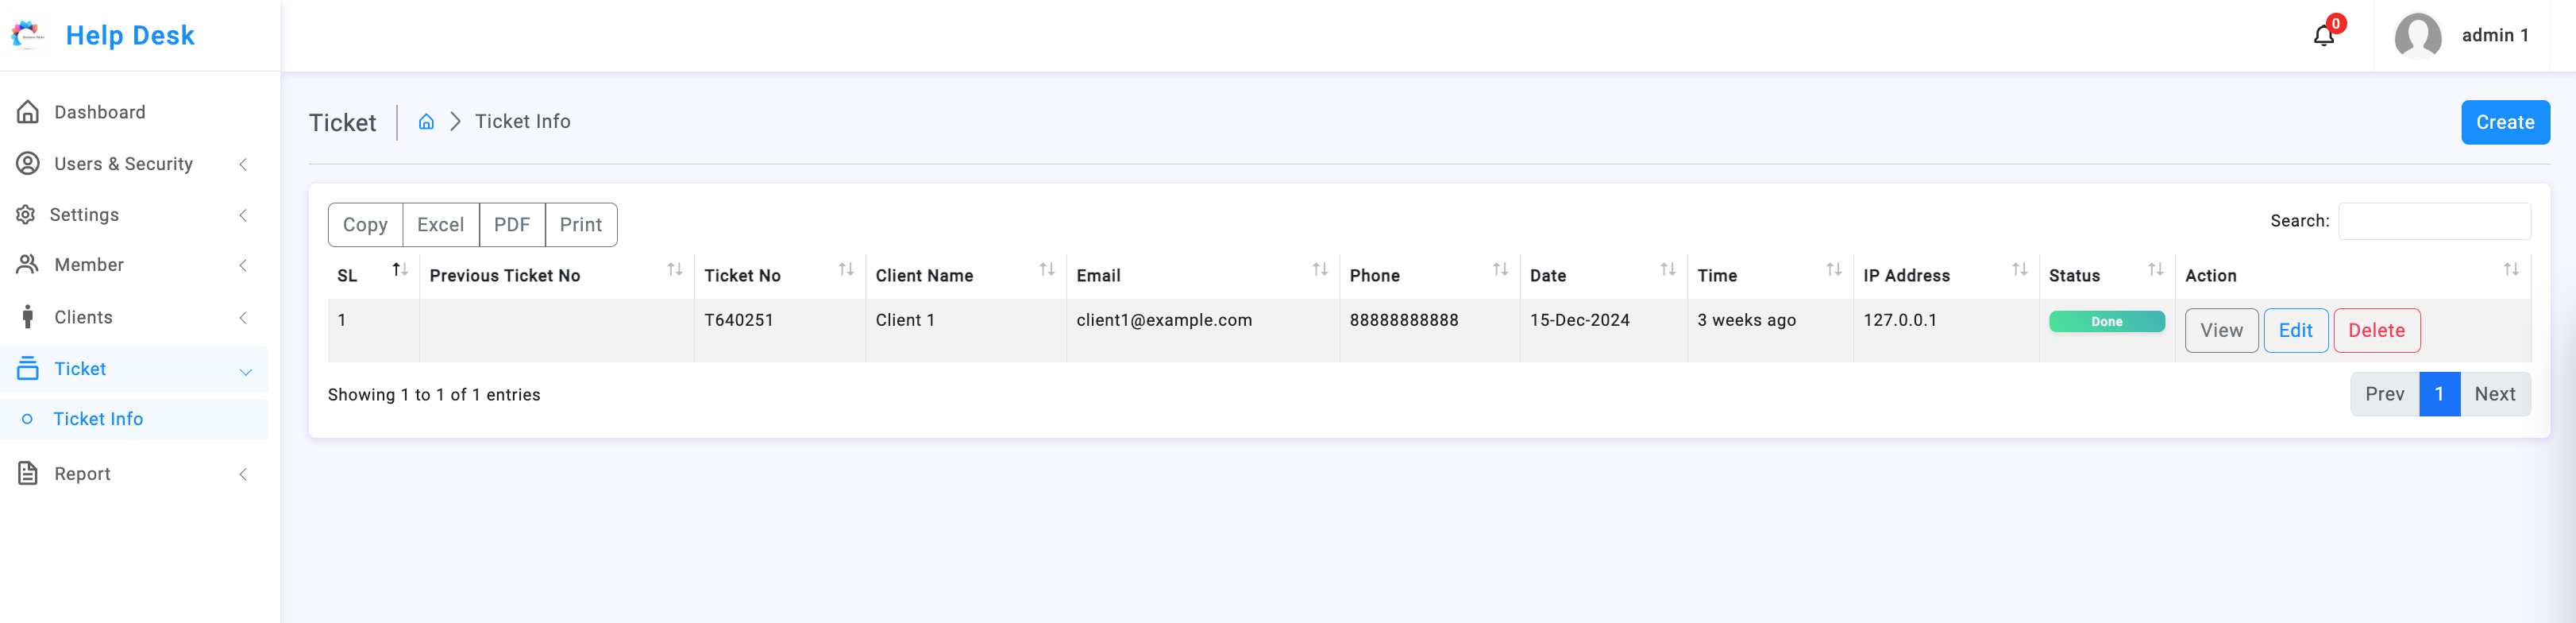 Help Desk
0
admin 1
Dashboard
Users & Security
Settings
Member
Clients
Ticket
Ticket Info
Report
Ticket
Ticket Info
Create
Copy Excel PDF Print
Search:
SL Previous Ticket No Ticket No Client Name Email Phone Date Time IP Address Status Action
1 T640251 Client 1 client1@example.com 88888888888 15-Dec-2024 3 weeks ago 127.0.0.1 Done View Edit Delete
Showing 1 to 1 of 1 entries
Prev 1 Next